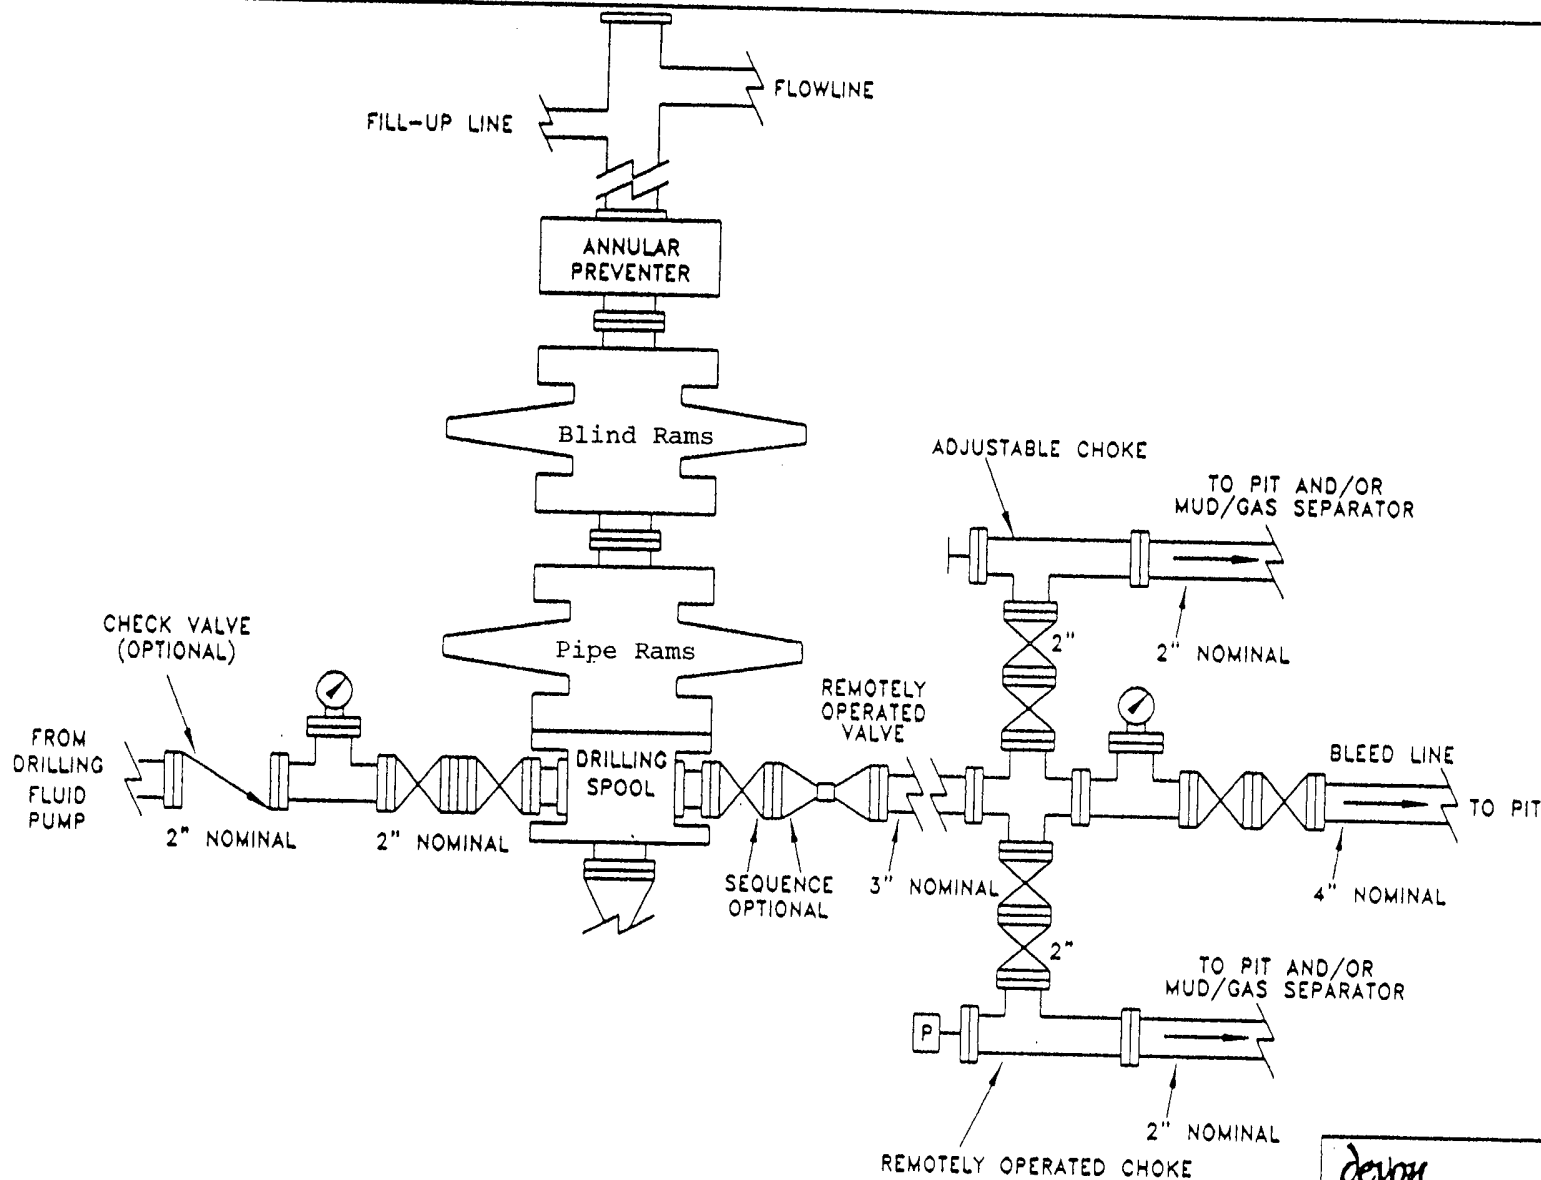 FLOWLINE
FILL-UP LINE
ANNULAR
PREVENTER
Blind Rams
ADJUSTABLE CHOKE
TO PIT AND/OR
MUD/GAS SEPARATOR
2"
2" NOMINAL
CHECK VALVE
(OPTIONAL)
Pipe Rams
REMOTELY
OPERATED
VALVE
FROM
DRILLING
FLUID
PUMP
DRILLING
SPOOL
BLEED LINE
TO PIT
2" NOMINAL
2" NOMINAL
SEQUENCE
OPTIONAL
3" NOMINAL
4" NOMINAL
2"
TO PIT AND/OR
MUD/GAS SEPARATOR
P
2" NOMINAL
REMOTELY OPERATED CHOKE
devon